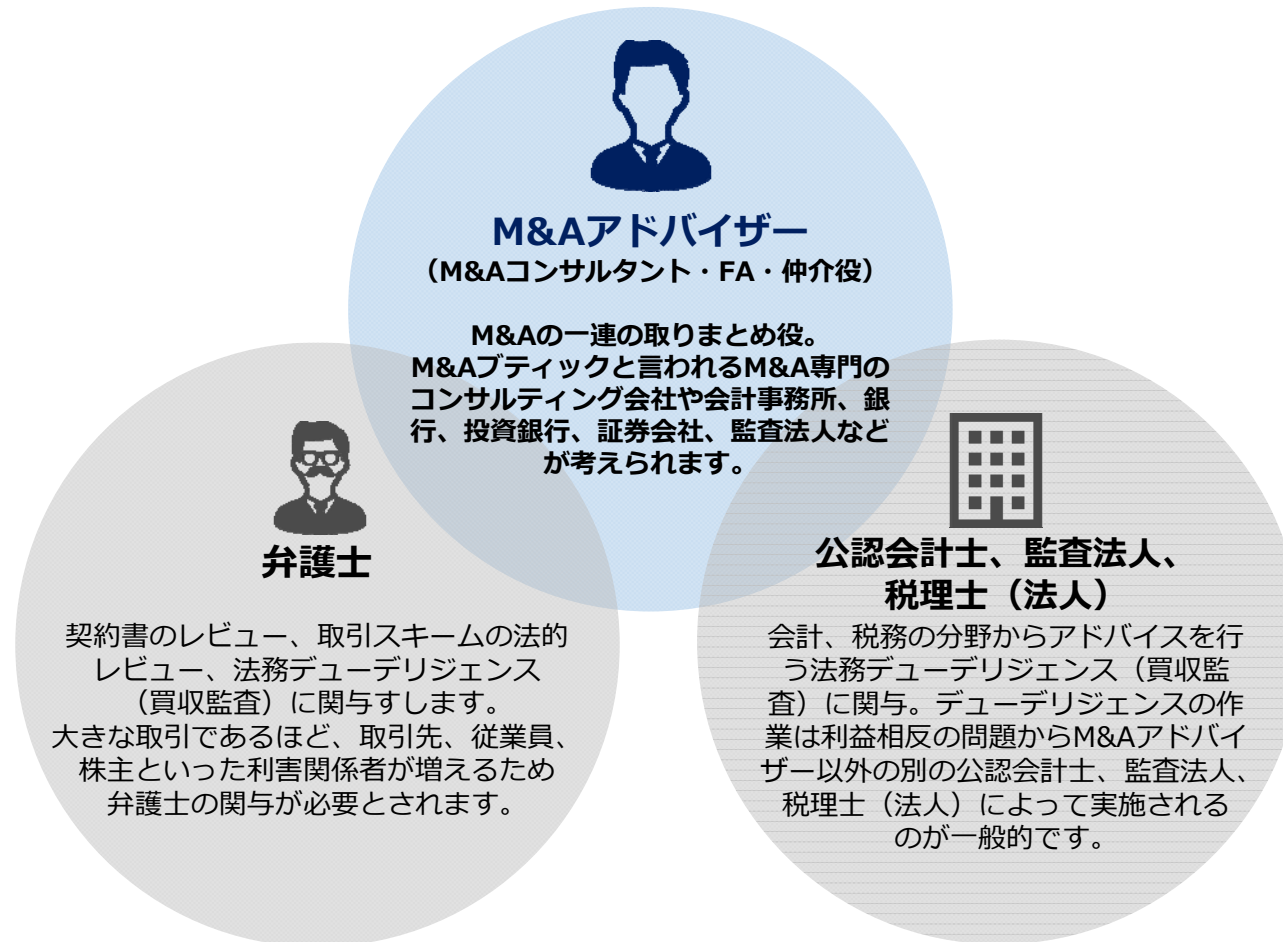 M&Aアドバイザー
（M&Aコンサルタント・FA・仲介役）
M&Aの一連の取りまとめ役。
M&Aブティックと言われるM&A専門の
コンサルティング会社や会計事務所、銀
行、投資銀行、証券会社、監査法人など
が考えられます。
弁護士
契約書のレビュー、取引スキームの法的
レビュー、法務デューデリジェンス
（買収監査）に関与すします。
大きな取引であるほど、取引先、従業員、
株主といった利害関係者が増えるため
弁護士の関与が必要とされます。
公認会計士、監査法人、
税理士（法人）
会計、税務の分野からアドバイスを行
う法務デューデリジェンス（買収監
査）に関与。デューデリジェンスの作
業は利益相反の問題からM&Aアドバイ
ザー以外の別の公認会計士、監査法人、
税理士（法人）によって実施される
のが一般的です。